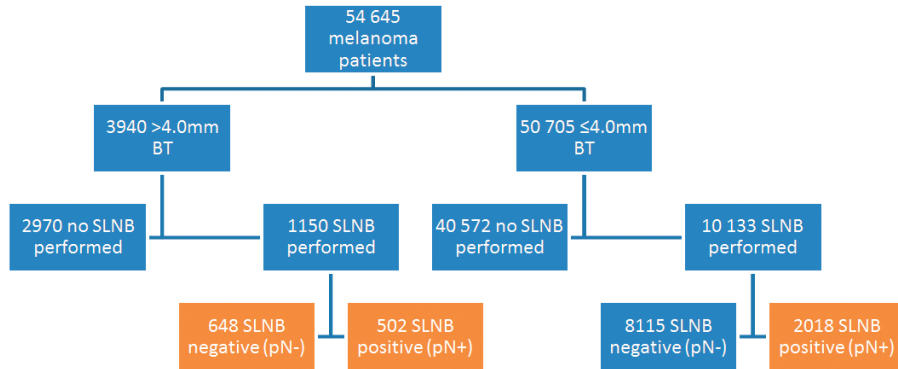 54 645
melanoma
patients
3940 >4.0mm
BT
50 705 ≤4.0mm
BT
2970 no SLNB
performed
1150 SLNB
performed
40 572 no SLNB
performed
10 133 SLNB
performed
648 SLNB
negative (pN-)
502 SLNB
positive (pN+)
8115 SLNB
negative (pN-)
2018 SLNB
positive (pN+)